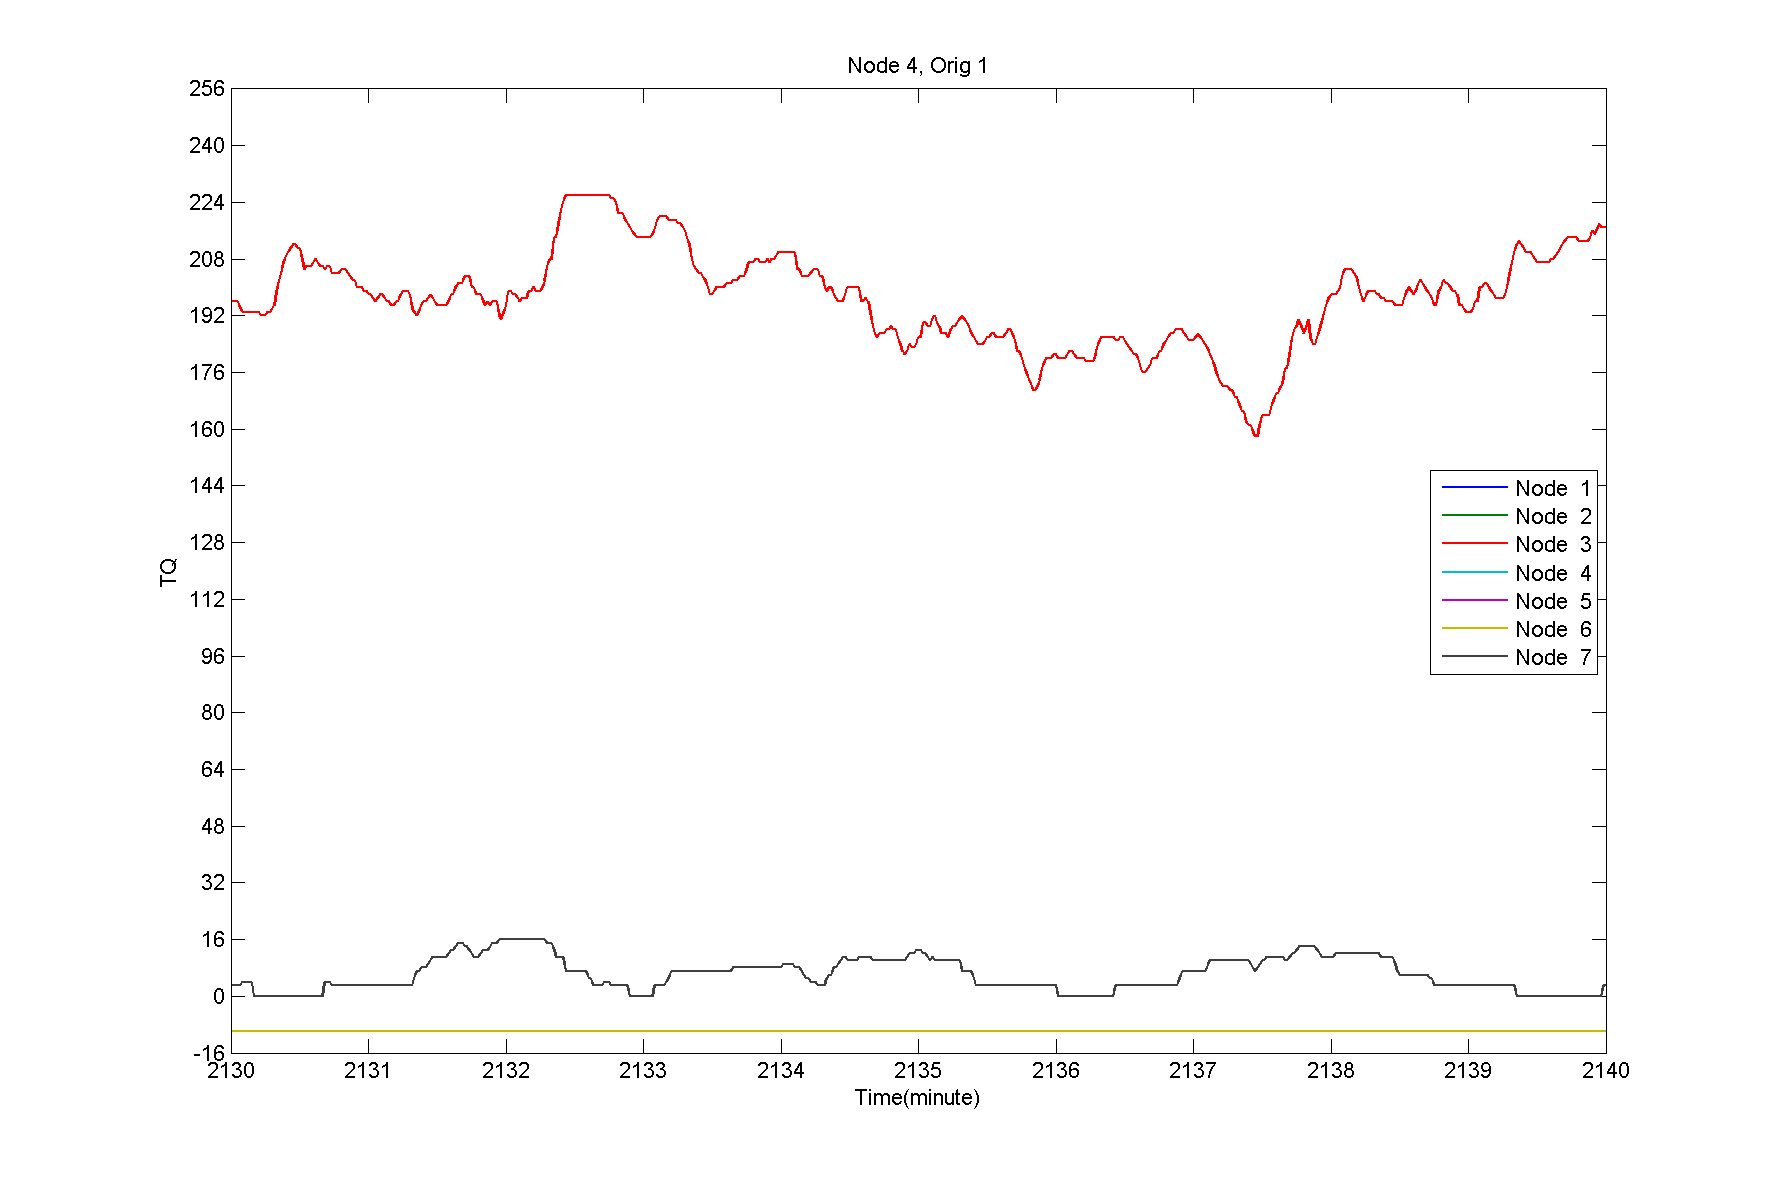 Node 4, Orig 1
256
240
224
208
192
176
160
144
128
112
96
80
64
48
32
16
0
-16
TQ
Node 1
Node 2
Node 3
Node 4
Node 5
Node 6
Node 7
2130 2131 2132 2133 2134 2135 2136 2137 2138 2139 2140
Time(minute)